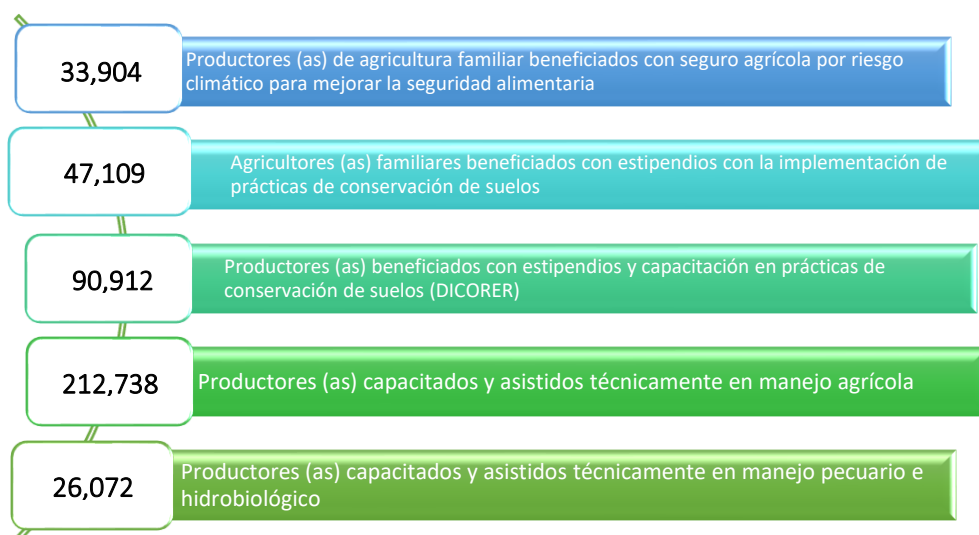 33,904
Productores (as) de agricultura familiar beneficiados con seguro agrícola por riesgo
climático para mejorar la seguridad alimentaria
47,109
Agricultores (as) familiares beneficiados con estipendios con la implementación de
prácticas de conservación de suelos
90,912
Productores (as) beneficiados con estipendios y capacitación en prácticas de
conservación de suelos (DICORER)
212,738
Productores (as) capacitados y asistidos técnicamente en manejo agrícola
26,072
Productores (as) capacitados y asistidos técnicamente en manejo pecuario e
hidrobiológico